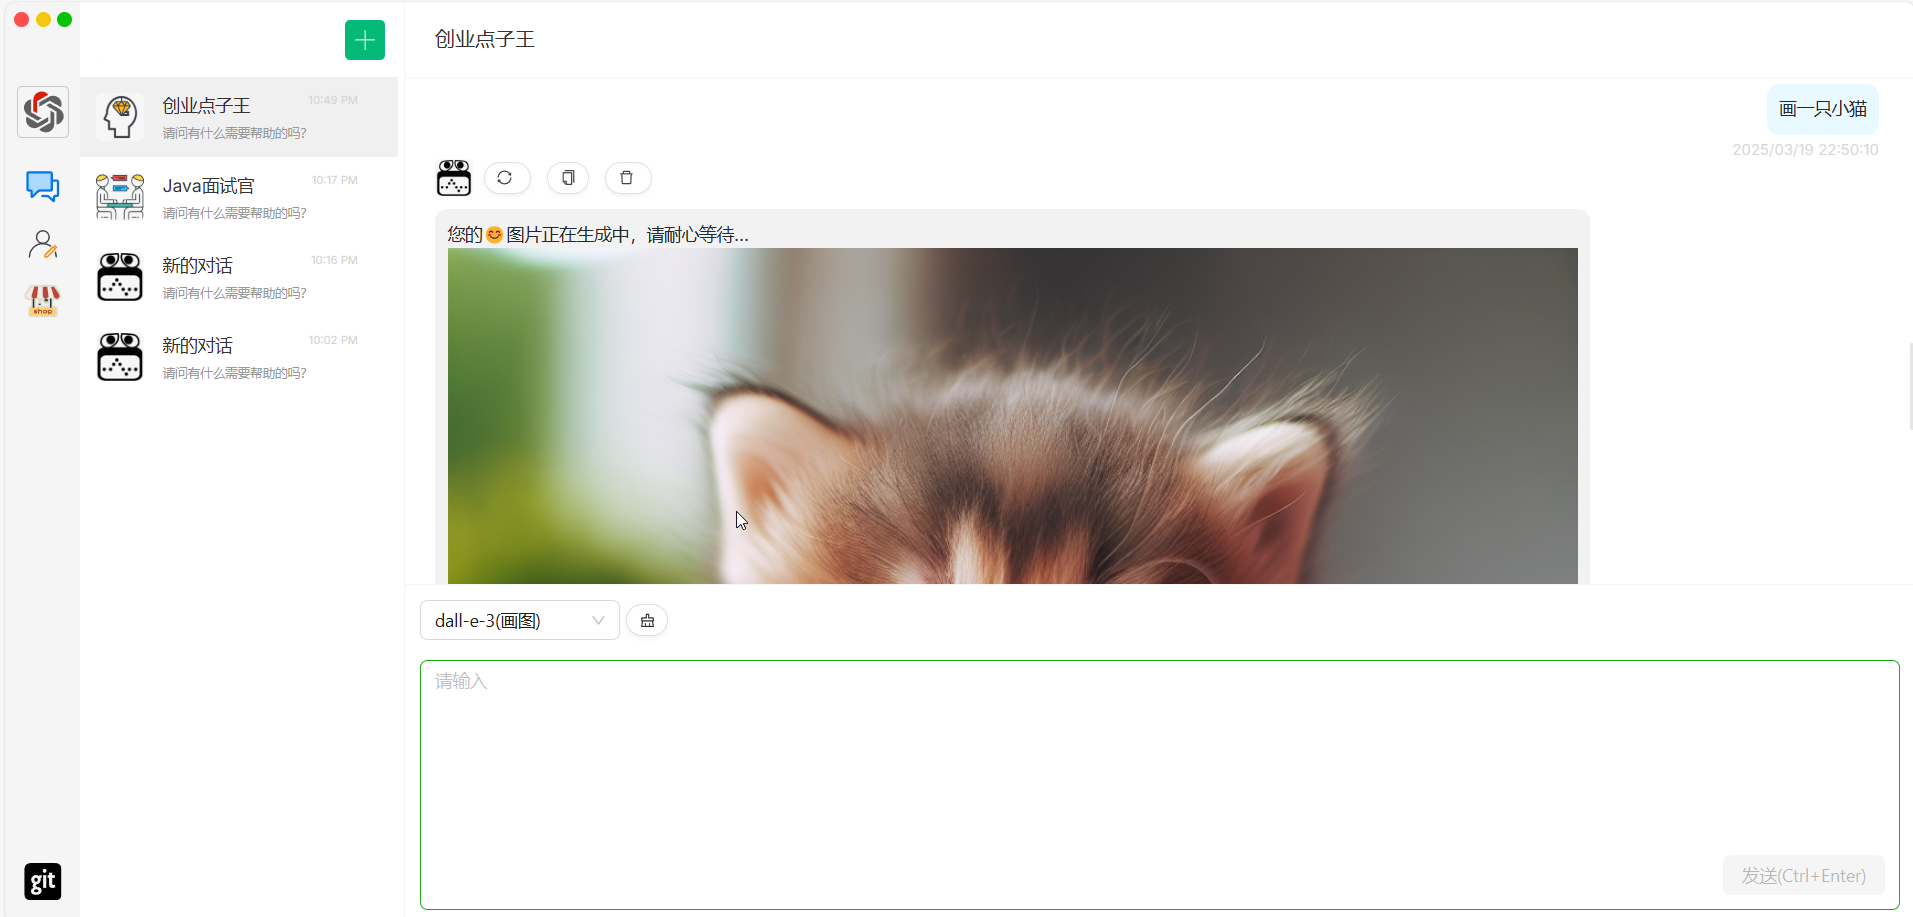 创业点子王
10:49 PM
请问有什么需要帮助的吗?
Java面试官
10:17 PM
请问有什么需要帮助的吗?
新的对话
10:16 PM
请问有什么需要帮助的吗?
新的对话
10:02 PM
请问有什么需要帮助的吗?
shop
git
创业点子王
画一只小猫
2025/03/19 22:50:10
您的😊图片正在生成中，请耐心等待...
dall-e-3(画图)
请输入
发送(Ctrl+Enter)